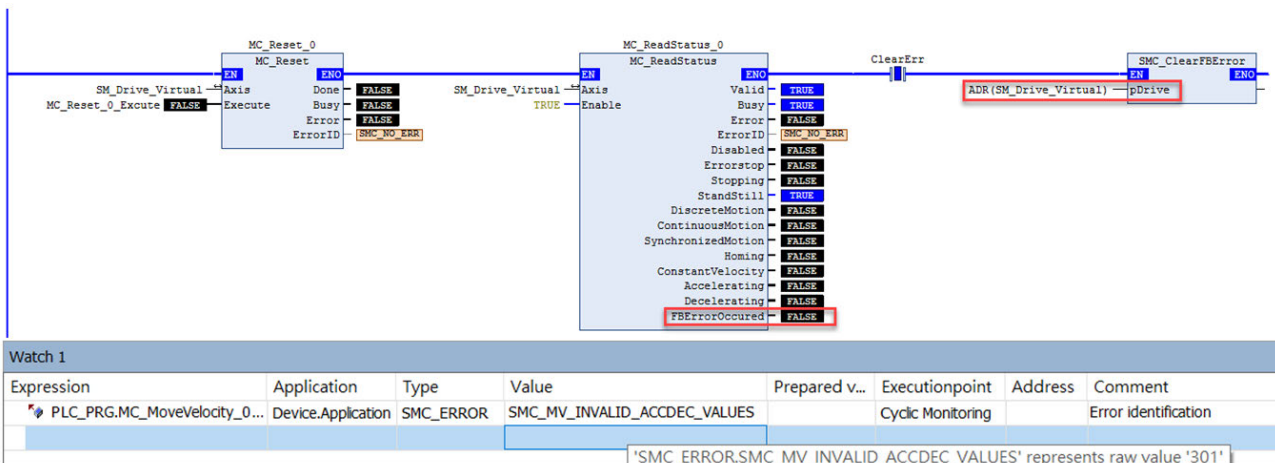 MC_Reset_0
MC_Reset
EN ENO
SM_Drive_Virtual Axis Done FALSE
MC_Reset_0_Excute FALSE Execute Busy FALSE
Error FALSE
ErrorID SMC_NO_ERR
MC_ReadStatus_0
MC_ReadStatus
EN ENO
SM_Drive_Virtual Axis Valid TRUE
TRUE Enable Busy TRUE
Error FALSE
ErrorID SMC_NO_ERR
Disabled FALSE
Errorstop FALSE
Stopping FALSE
StandStill TRUE
DiscreteMotion FALSE
ContinuousMotion FALSE
SynchronizedMotion FALSE
Homing FALSE
ConstantVelocity FALSE
Accelerating FALSE
Decelerating FALSE
FBErrorOccured FALSE
ClearErr
SMC_ClearFBError
EN ENO
ADR(SM_Drive_Virtual) pDrive
Watch 1
Expression Application Type Value Prepared v... Executionpoint Address Comment
PLC_PRG.MC_MoveVelocity_0... Device.Application SMC_ERROR SMC_MV_INVALID_ACCDEC_VALUES Cyclic Monitoring Error identification
'SMC_ERROR.SMC_MV_INVALID_ACCDEC_VALUES' represents raw value '301'